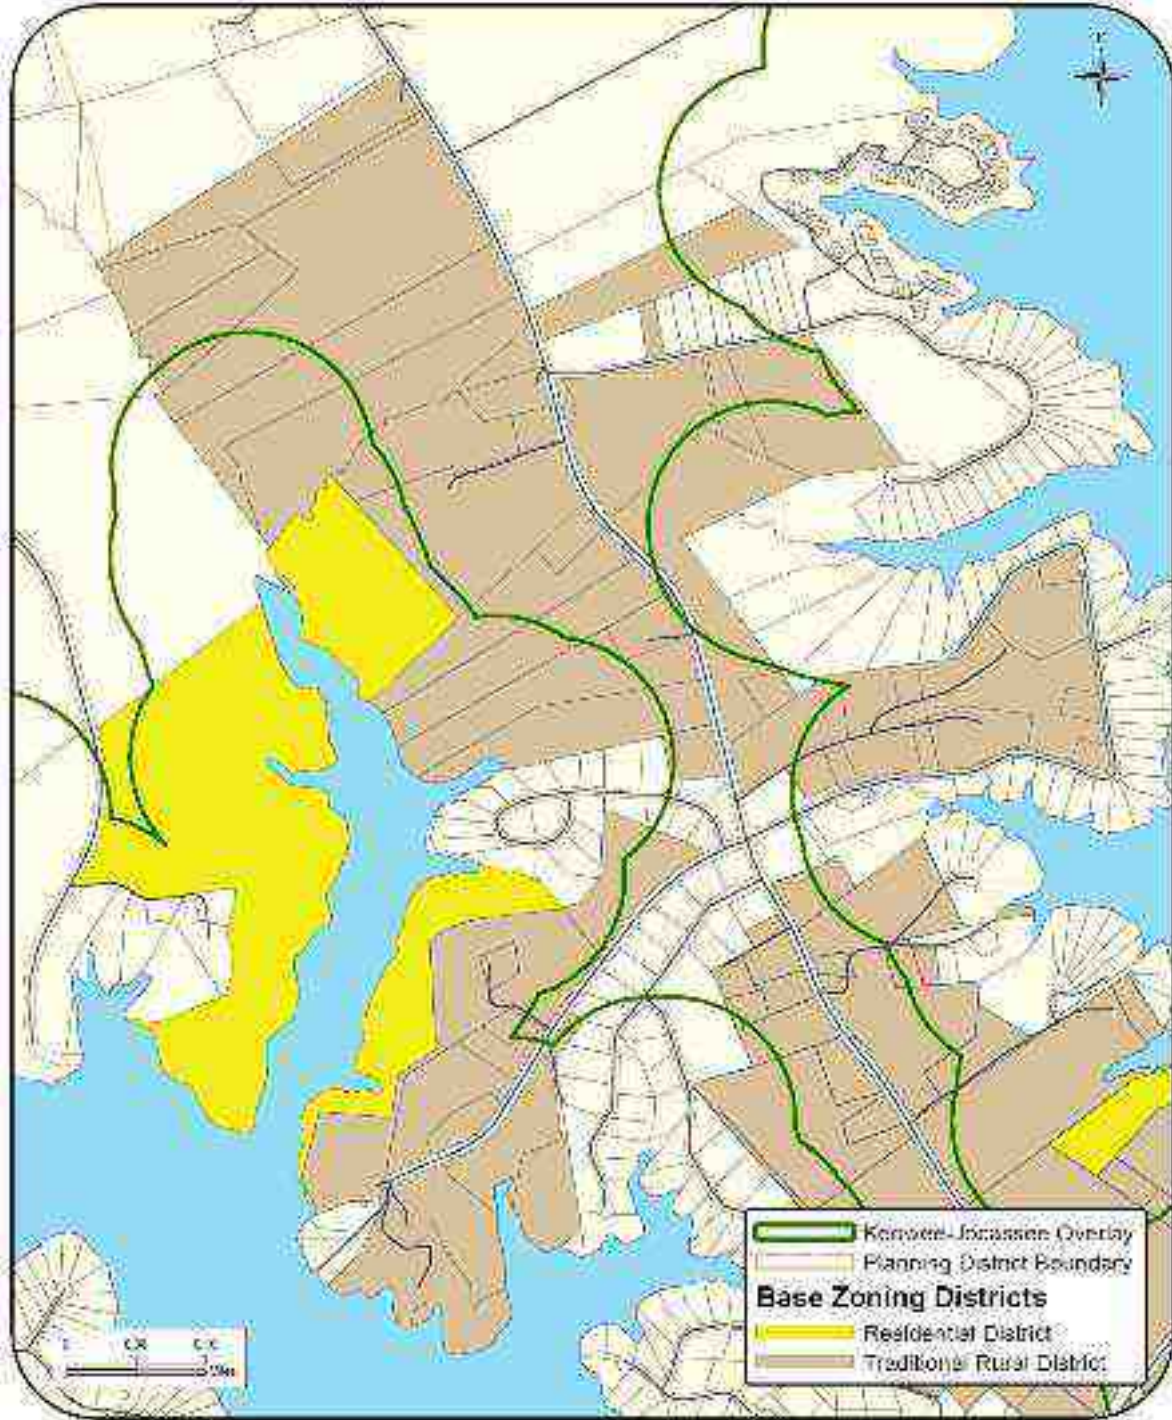 Keowee-Jocassee Overlay
Planning District Boundary
Base Zoning Districts
Residential District
Traditional Rural District